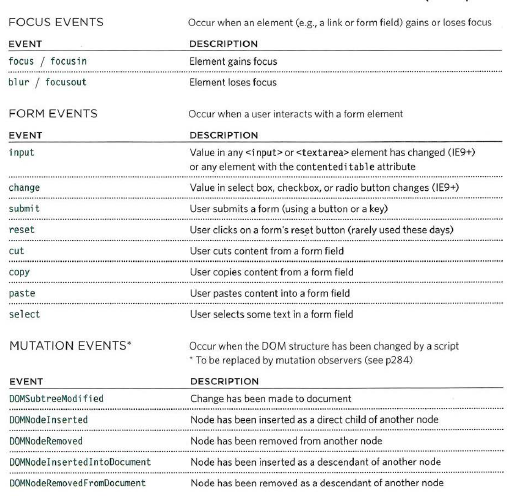 FOCUS EVENTS Occur when an element (e.g., a link or form field) gains or loses focus
EVENT DESCRIPTION
focus / focusin Element gains focus
blur / focusout Element loses focus
FORM EVENTS Occur when a user interacts with a form element
EVENT DESCRIPTION
input Value in any <input> or <textarea> element has changed (IE9+)
or any element with the contenteditable attribute
change Value in select box, checkbox, or radio button changes (IE9+)
submit User submits a form (using a button or a key)
reset User clicks on a form's reset button (rarely used these days)
cut User cuts content from a form field
copy User copies content from a form field
paste User pastes content into a form field
select User selects some text in a form field
MUTATION EVENTS* Occur when the DOM structure has been changed by a script
* To be replaced by mutation observers (see p284)
EVENT DESCRIPTION
DOMSubtreeModified Change has been made to document
DOMNodeInserted Node has been inserted as a direct child of another node
DOMNodeRemoved Node has been removed from another node
DOMNodeInsertedIntoDocument Node has been inserted as a descendant of another node
DOMNodeRemovedFromDocument Node has been removed as a descendant of another node